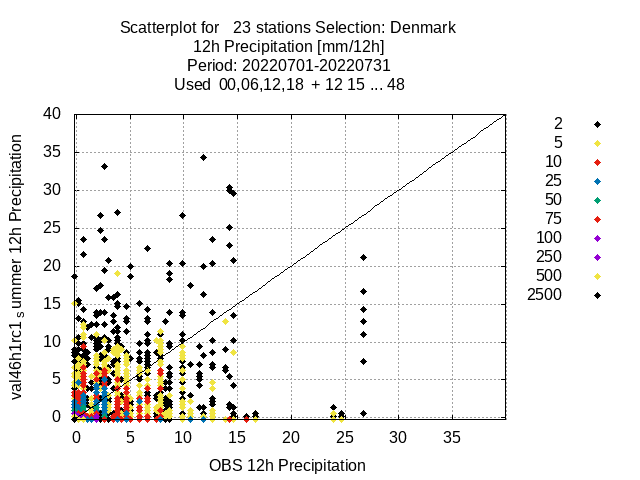 Scatterplot for 23 stations Selection: Denmark
12h Precipitation [mm/12h]
Period: 20220701-20220731
Used 00,06,12,18 + 12 15 ... 48
40
35
30
25
20
15
10
5
0
val46h1rc1 s ummer 12h Precipitation
0 5 10 15 20 25 30 35
OBS 12h Precipitation
2
5
10
25
50
75
100
250
500
2500